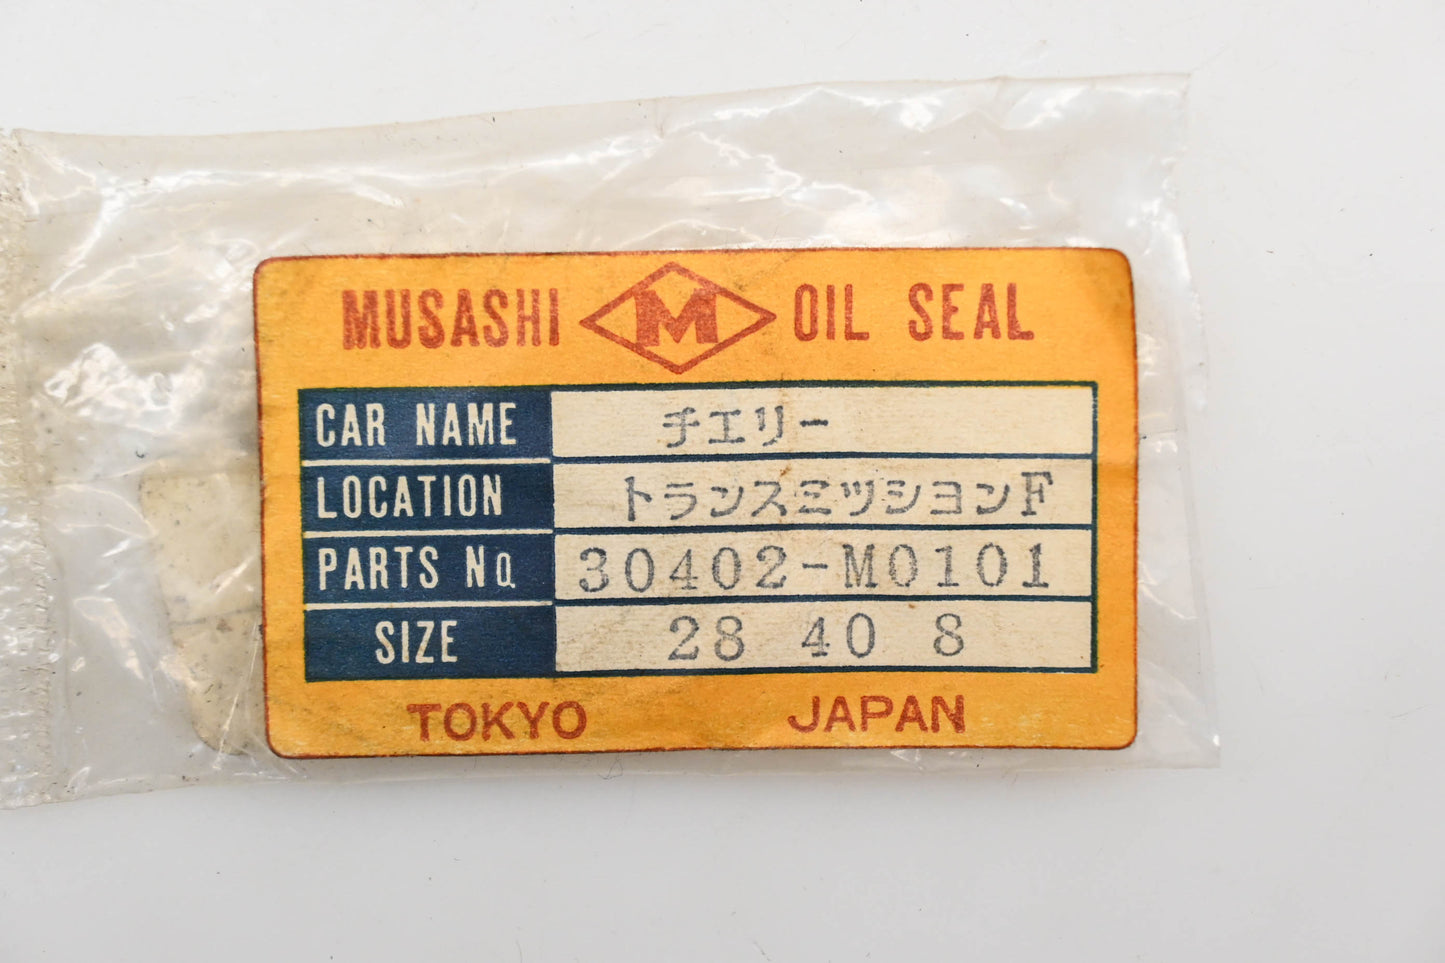 MUSASHI M OIL SEAL
CAR NAME チエリー
LOCATION トランスミツシヨンF
PARTS No. 30402-M0101
SIZE 28 40 8
TOKYO JAPAN